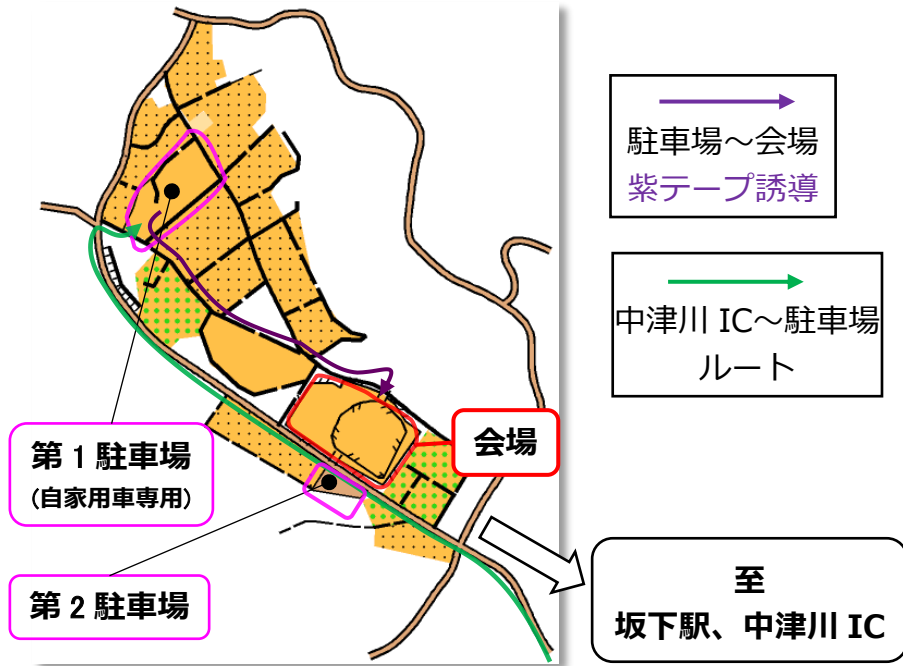 駐車場～会場
紫テープ誘導
中津川 IC～駐車場
ルート
会場
第１駐車場
(自家用車専用)
第２駐車場
至
坂下駅、中津川 IC